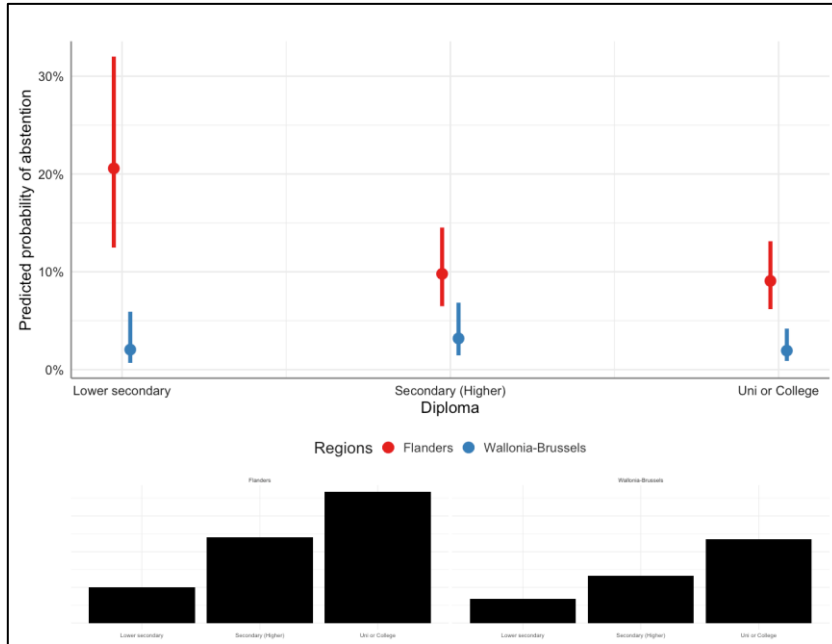 Predicted probability of abstention
30%
20%
10%
0%
Lower secondary Secondary (Higher) Uni or College
Diploma
Regions Flanders Wallonia-Brussels
Flanders Wallonia-Brussels
Lower secondary Secondary (Higher) Uni or College Lower secondary Secondary (Higher) Uni or College